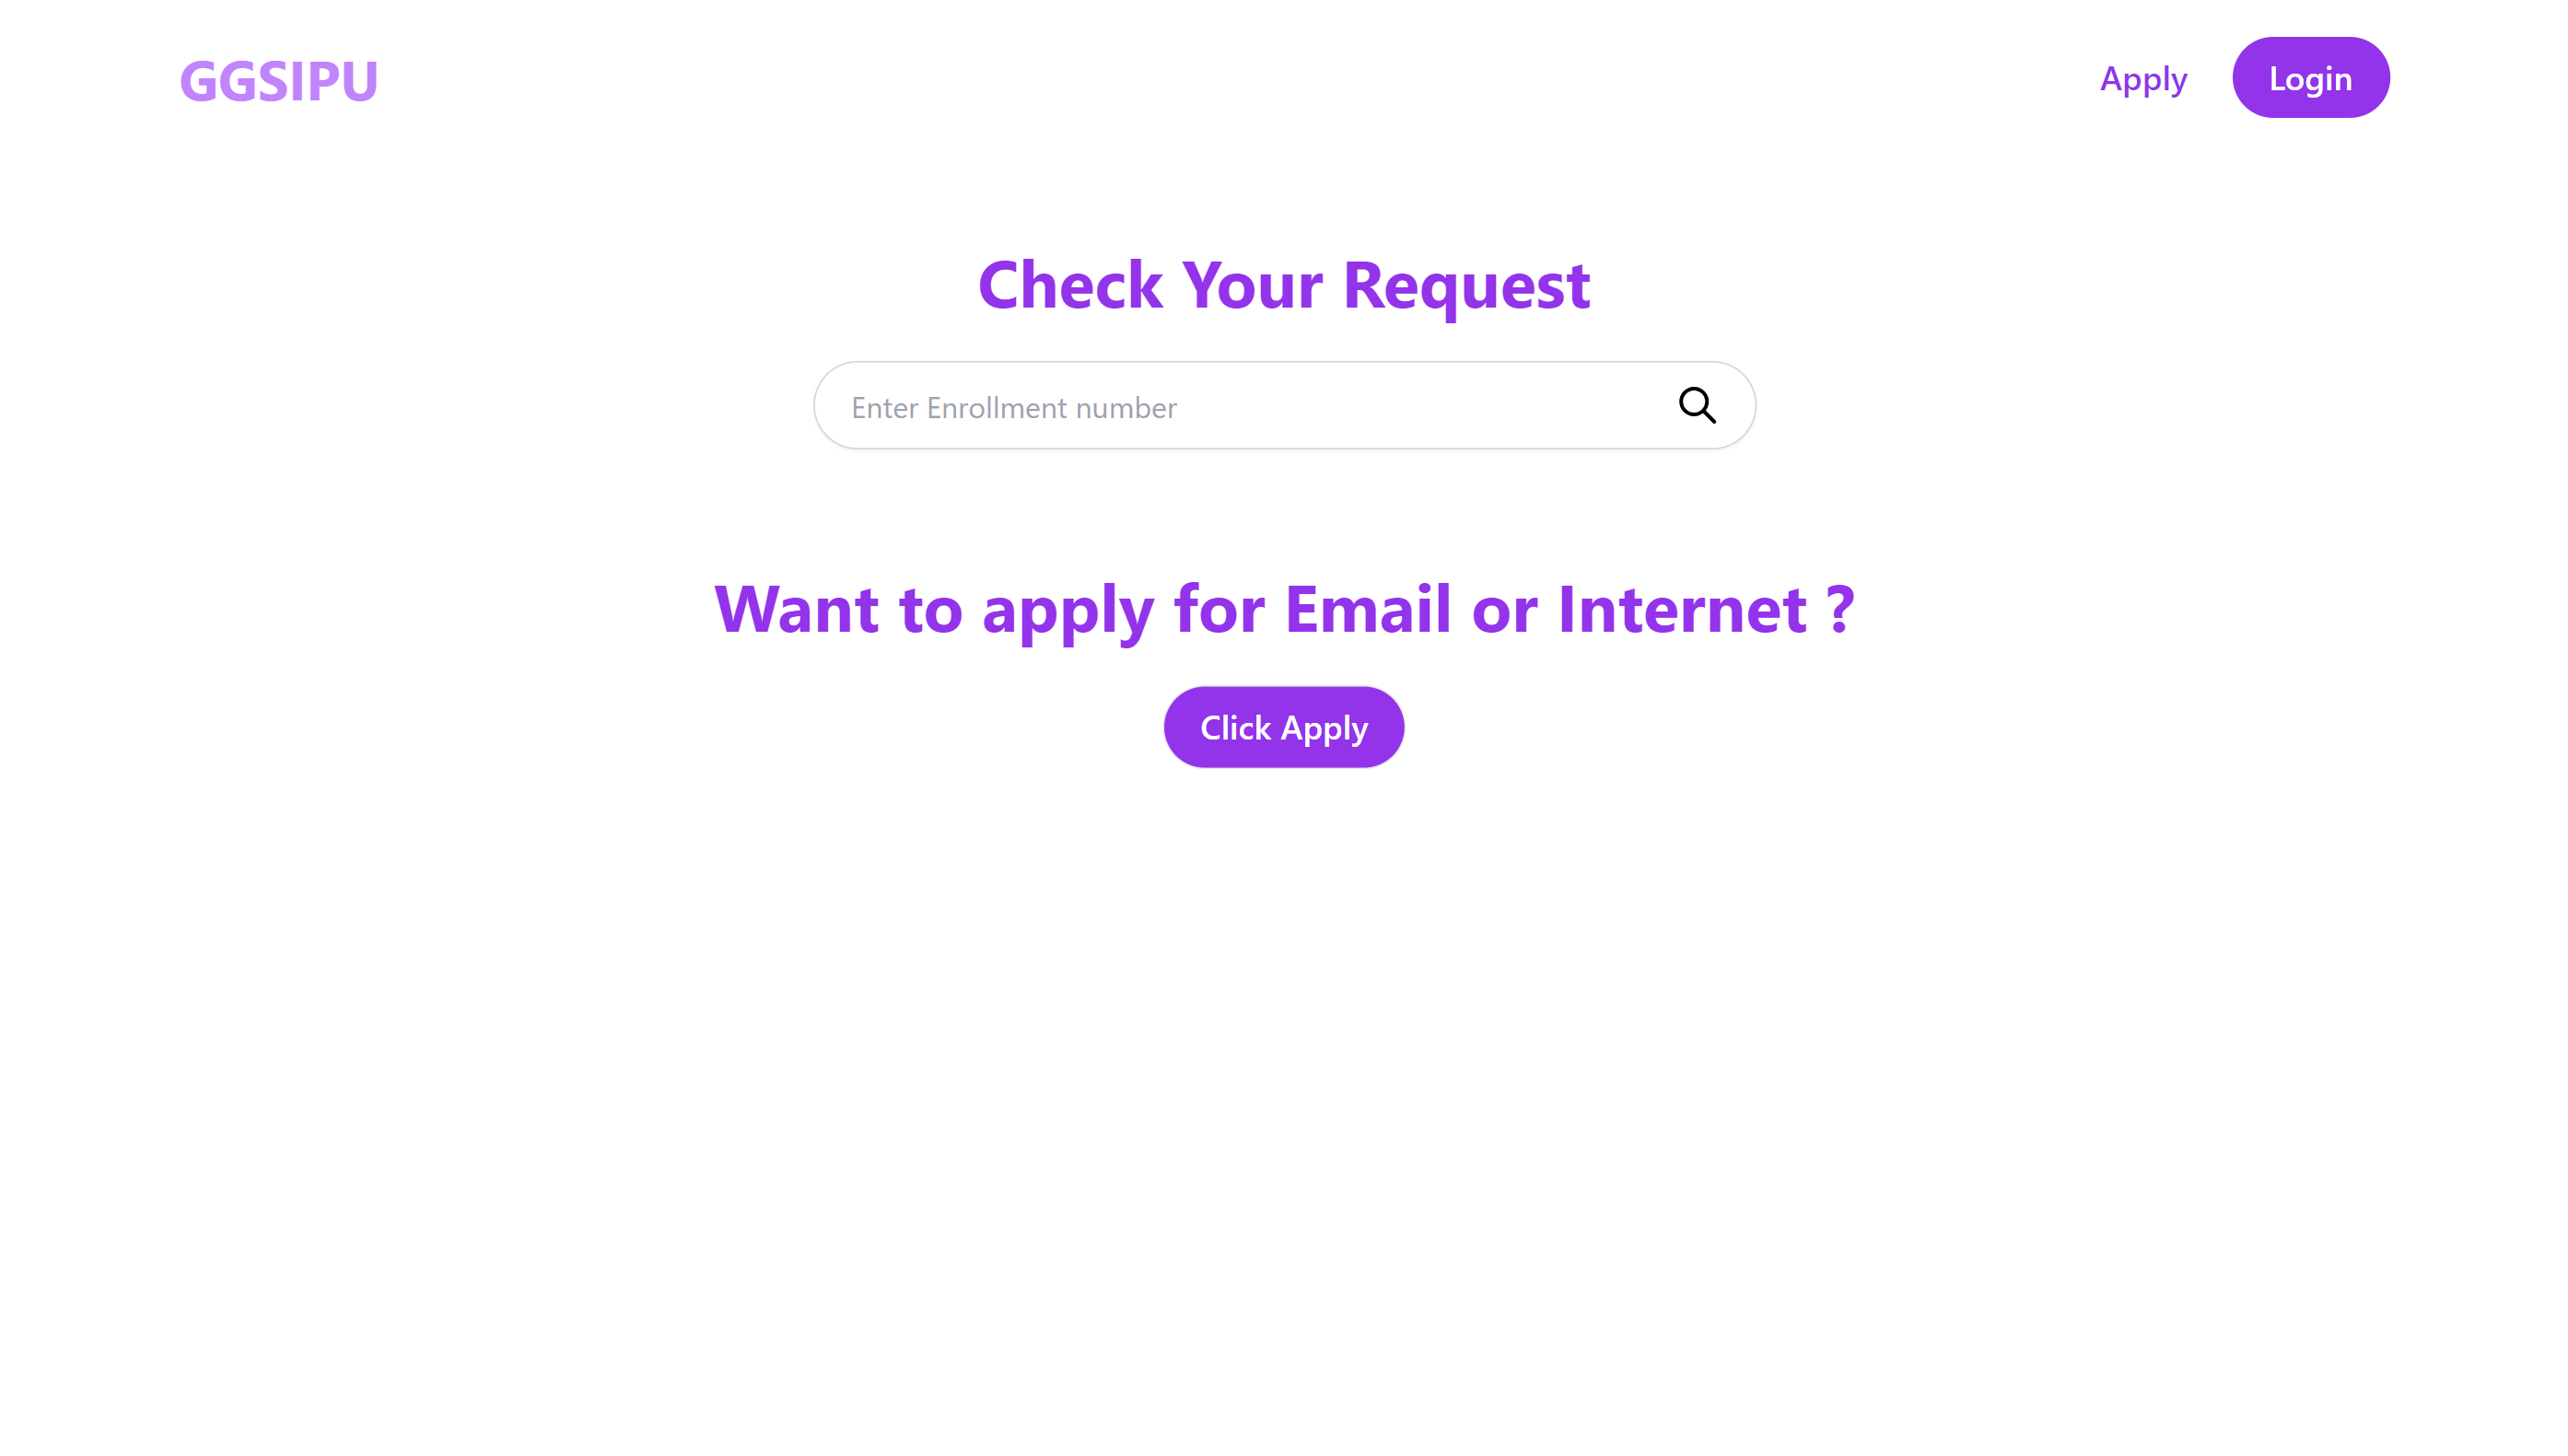 GGSIPU
Apply
Login
Check Your Request
Enter Enrollment number
Want to apply for Email or Internet ?
Click Apply